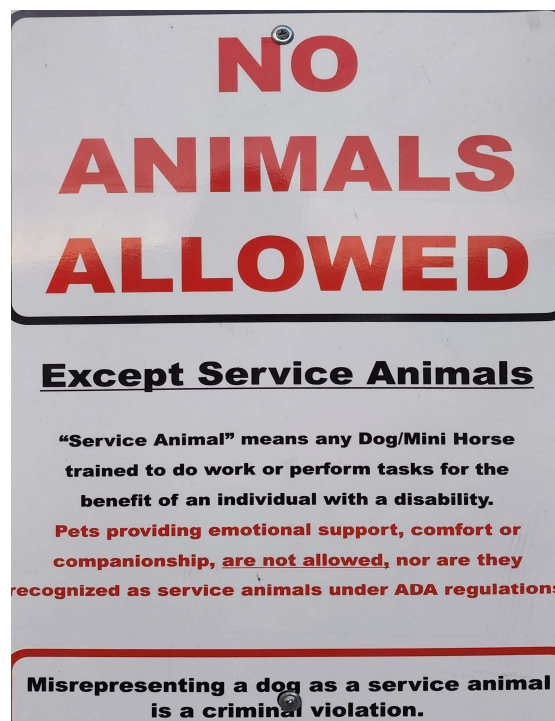 NO
ANIMALS
ALLOWED
Except Service Animals
“Service Animal” means any Dog/Mini Horse
trained to do work or perform tasks for the
benefit of an individual with a disability.
Pets providing emotional support, comfort or
companionship, are not allowed, nor are they
recognized as service animals under ADA regulations
Misrepresenting a dog as a service animal
is a criminal violation.